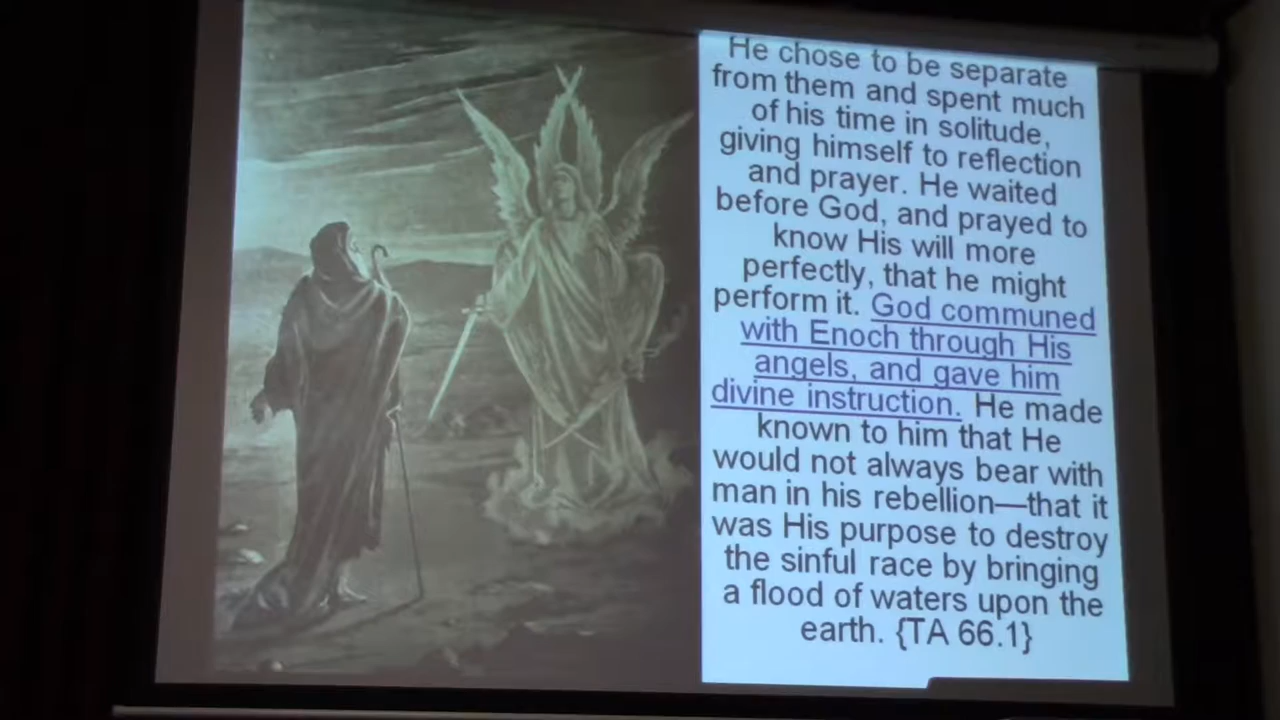 He chose to be separate
from them and spent much
of his time in solitude,
giving himself to reflection
and prayer. He waited
before God, and prayed to
know His will more
perfectly, that he might
perform it. God communed
with Enoch through His
angels, and gave him
divine instruction. He made
known to him that He
would not always bear with
man in his rebellion—that it
was His purpose to destroy
the sinful race by bringing
a flood of waters upon the
earth. {TA 66.1}